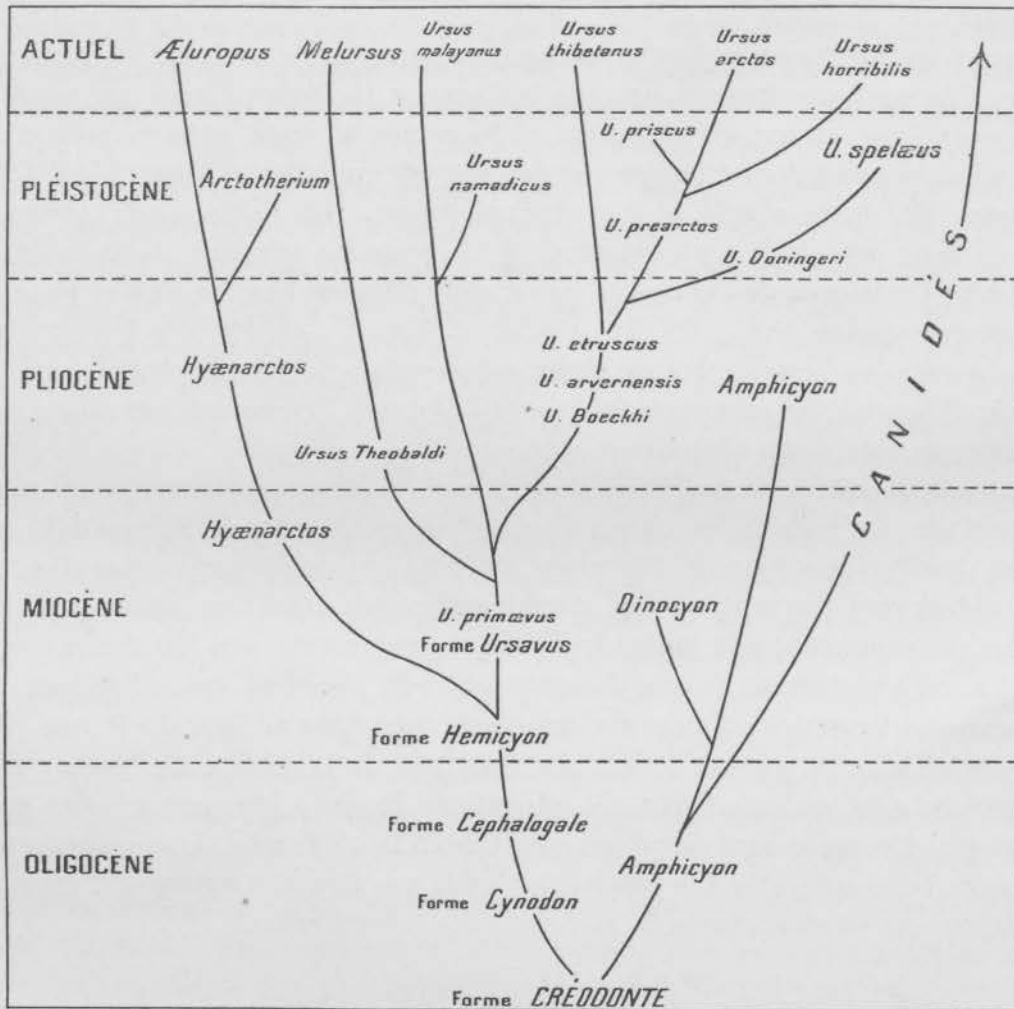 ACTUEL
Æluropus
Melursus
Ursus
malayanus
Ursus
thibetanus
Ursus
arctos
Ursus
horribilis
PLÉISTOCÈNE
Arctotherium
Ursus
namadicus
U. priscus
U. spelæus
U. prearctos
U. Doningeri
PLIOCÈNE
Hyænarctos
U. etruscus
U. arvernensis
U. Boeckhi
Amphicyon
Ursus Theobaldi
CANIDÈS
MIOCÈNE
Hyænarctos
U. primævus
Forme Ursavus
Dinocyon
Forme Hemicyon
OLIGOCÈNE
Forme Cephalogale
Amphicyon
Forme Cynodon
Forme CRÉODONTE